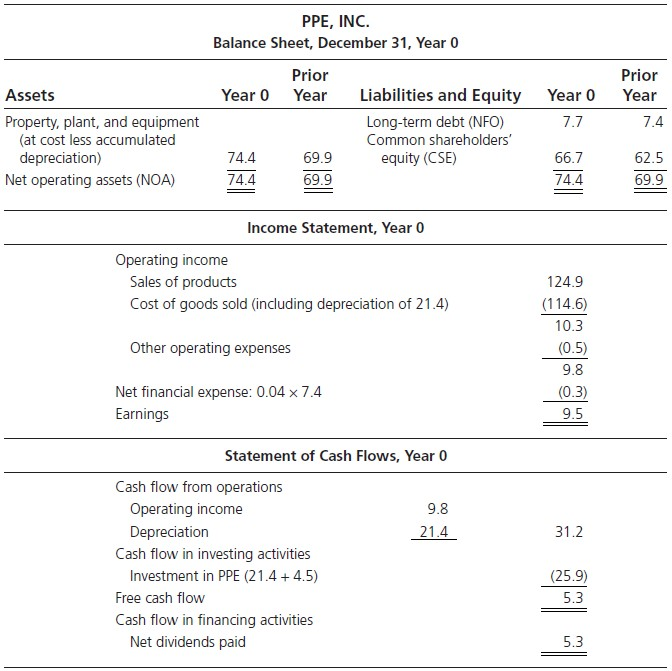 PPE, INC.
Balance Sheet, December 31, Year 0
Prior Prior
Assets Year 0 Year Liabilities and Equity Year 0 Year
Property, plant, and equipment Long-term debt (NFO) 7.7 7.4
(at cost less accumulated Common shareholders’
depreciation) 74.4 69.9 equity (CSE) 66.7 62.5
Net operating assets (NOA) 74.4 69.9 74.4 69.9
Income Statement, Year 0
Operating income
Sales of products 124.9
Cost of goods sold (including depreciation of 21.4) (114.6)
10.3
Other operating expenses (0.5)
9.8
Net financial expense: 0.04 × 7.4 (0.3)
Earnings 9.5
Statement of Cash Flows, Year 0
Cash flow from operations
Operating income 9.8
Depreciation 21.4 31.2
Cash flow in investing activities
Investment in PPE (21.4 + 4.5) (25.9)
Free cash flow 5.3
Cash flow in financing activities
Net dividends paid 5.3